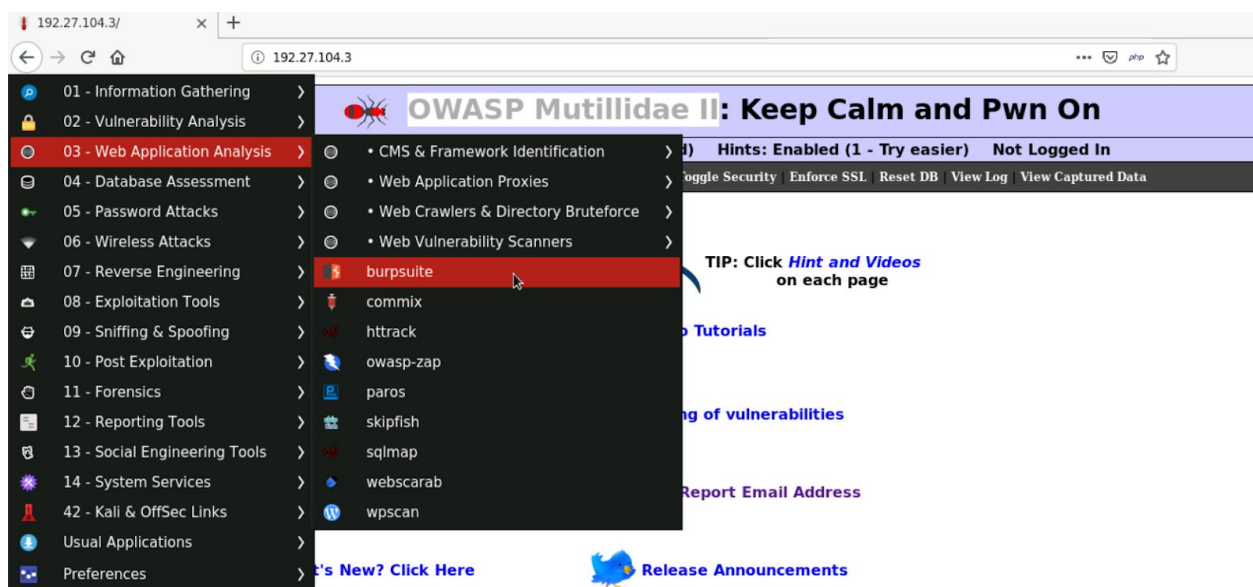 192.27.104.3/
192.27.104.3
php
01 - Information Gathering
02 - Vulnerability Analysis
03 - Web Application Analysis
04 - Database Assessment
05 - Password Attacks
06 - Wireless Attacks
07 - Reverse Engineering
08 - Exploitation Tools
09 - Sniffing & Spoofing
10 - Post Exploitation
11 - Forensics
12 - Reporting Tools
13 - Social Engineering Tools
14 - System Services
42 - Kali & OffSec Links
Usual Applications
Preferences
• CMS & Framework Identification
• Web Application Proxies
• Web Crawlers & Directory Bruteforce
• Web Vulnerability Scanners
burpsuite
commix
httrack
owasp-zap
paros
skipfish
sqlmap
webscarab
wpscan
OWASP Mutillidae II: Keep Calm and Pwn On
Hints: Enabled (1 - Try easier) Not Logged In
Security | Enforce SSL | Reset DB | View Log | View Captured Data
TIP: Click Hint and Videos
on each page
Tutorials
of vulnerabilities
Report Email Address
New? Click Here
Release Announcements